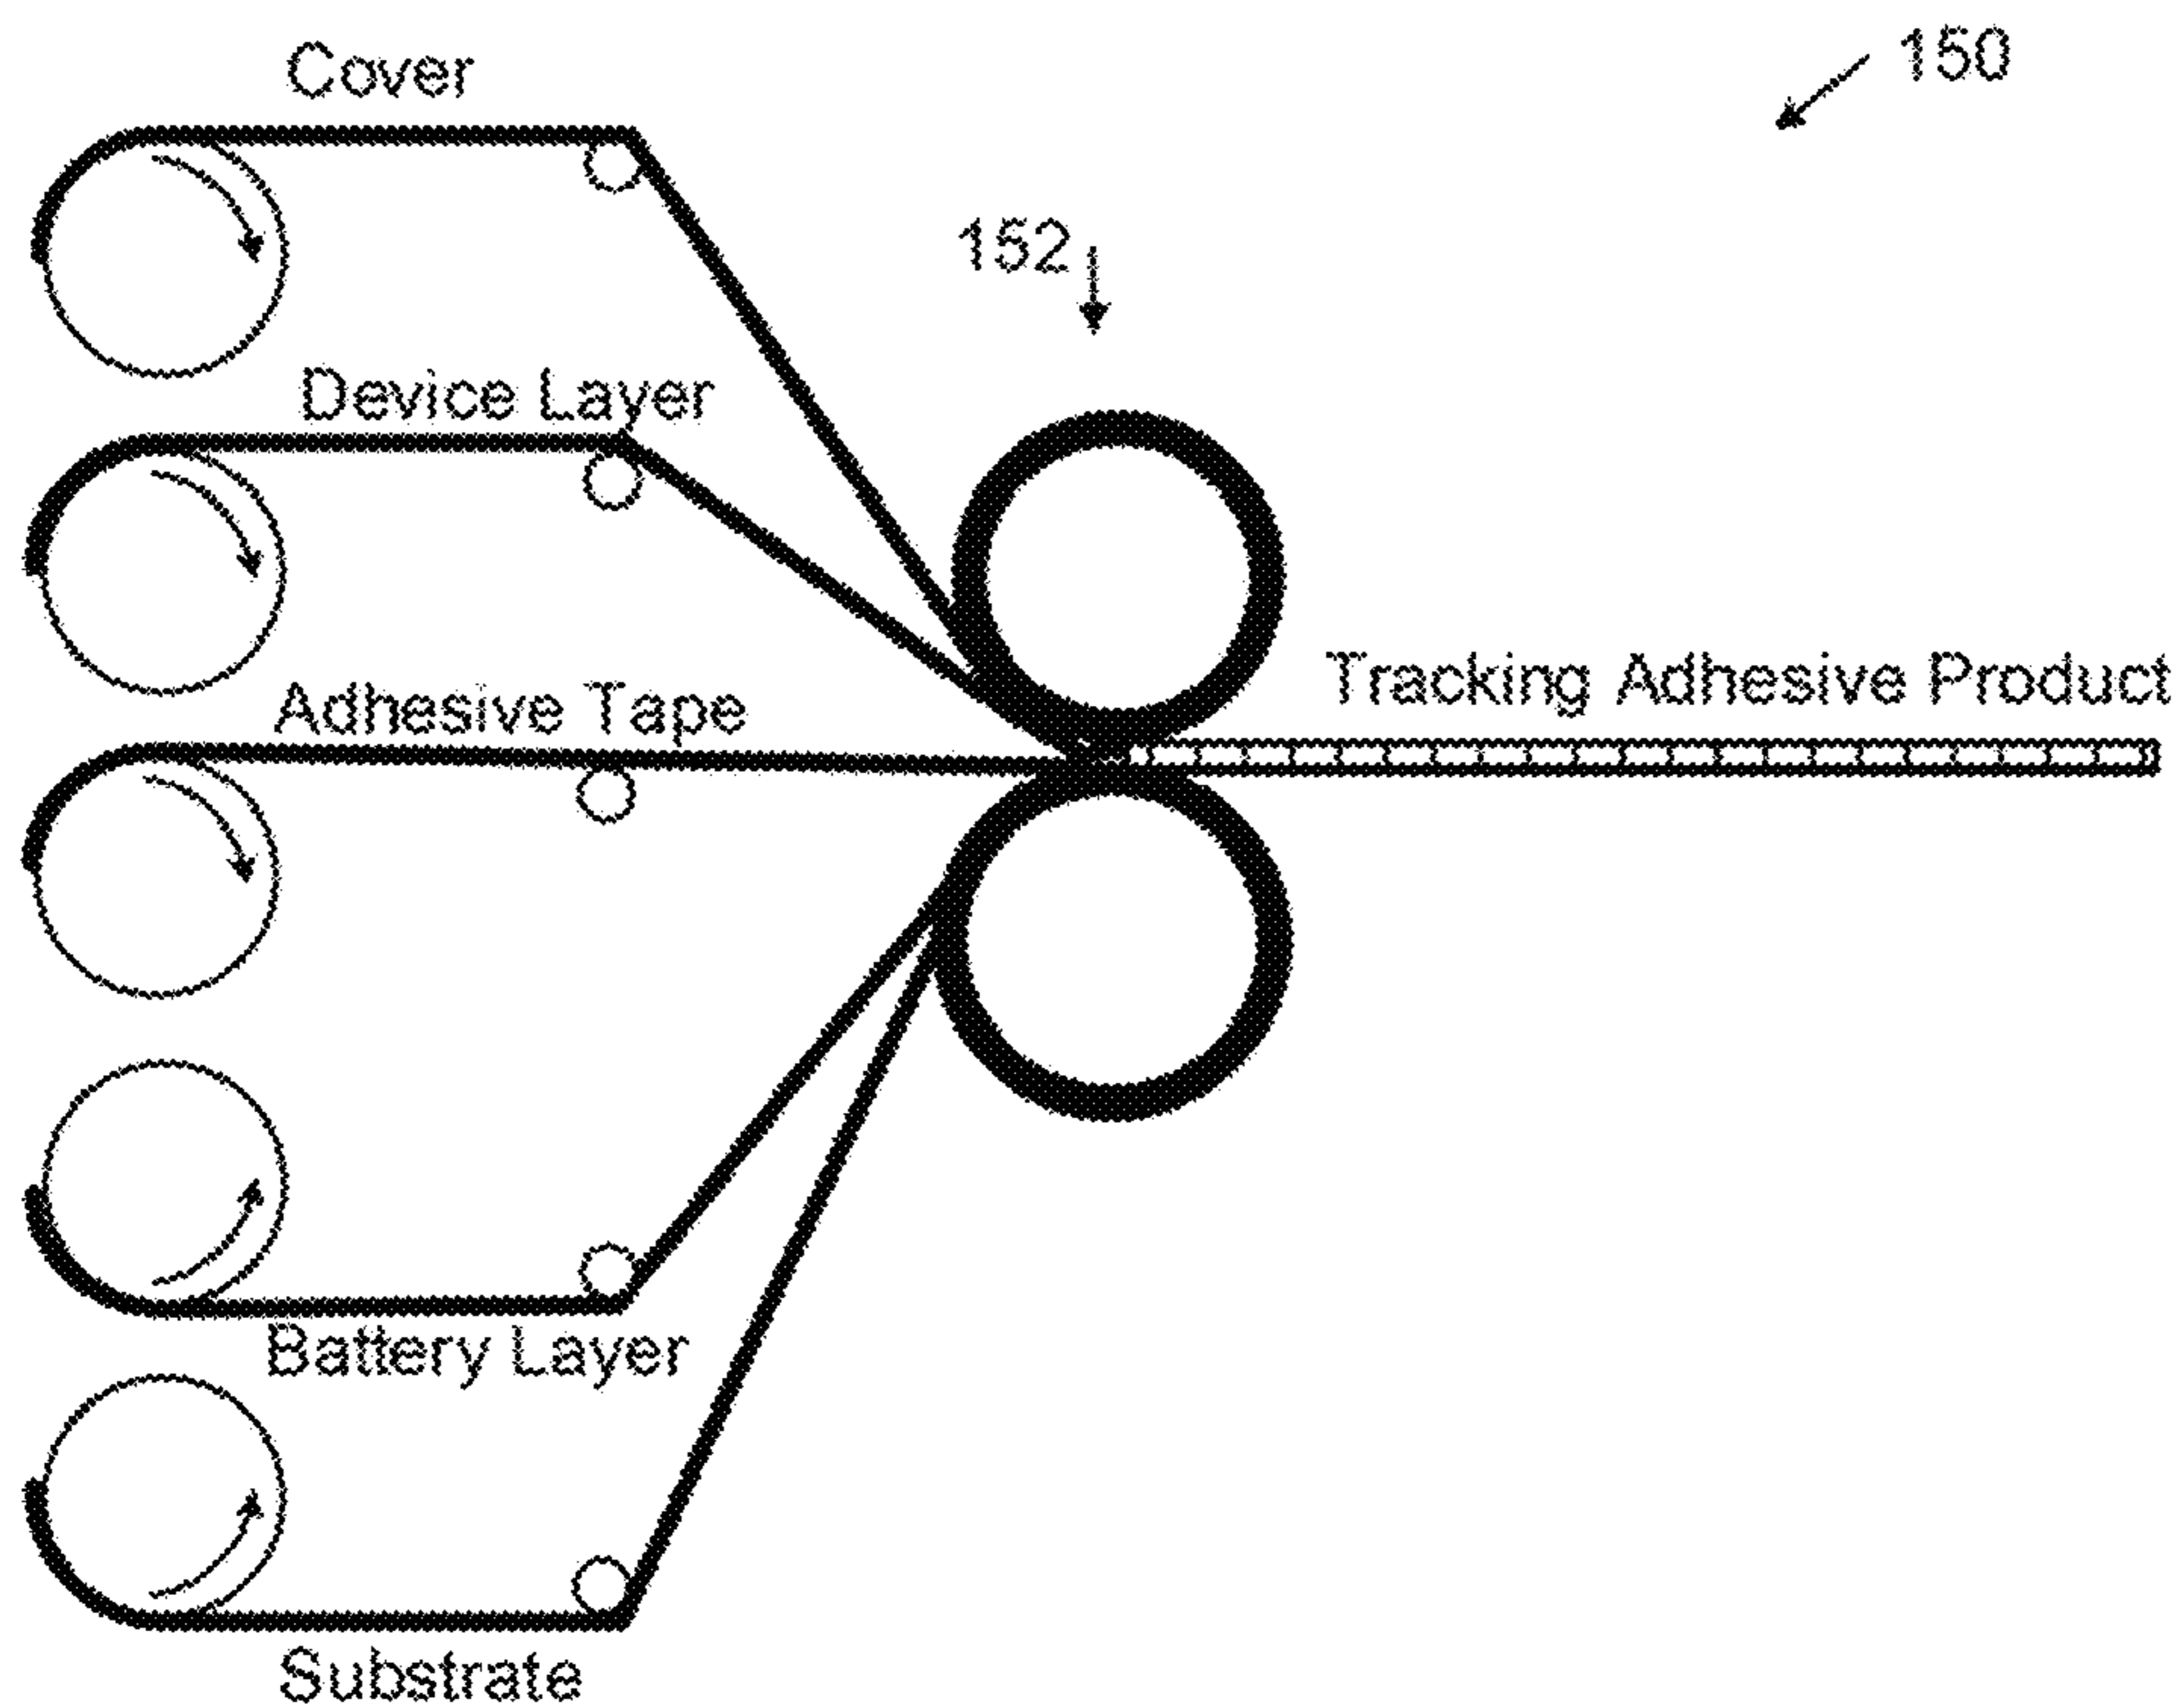 Cover
150
152
Device Layer
Tracking Adhesive Product
Adhesive Tape
Battery Layer
Substrate